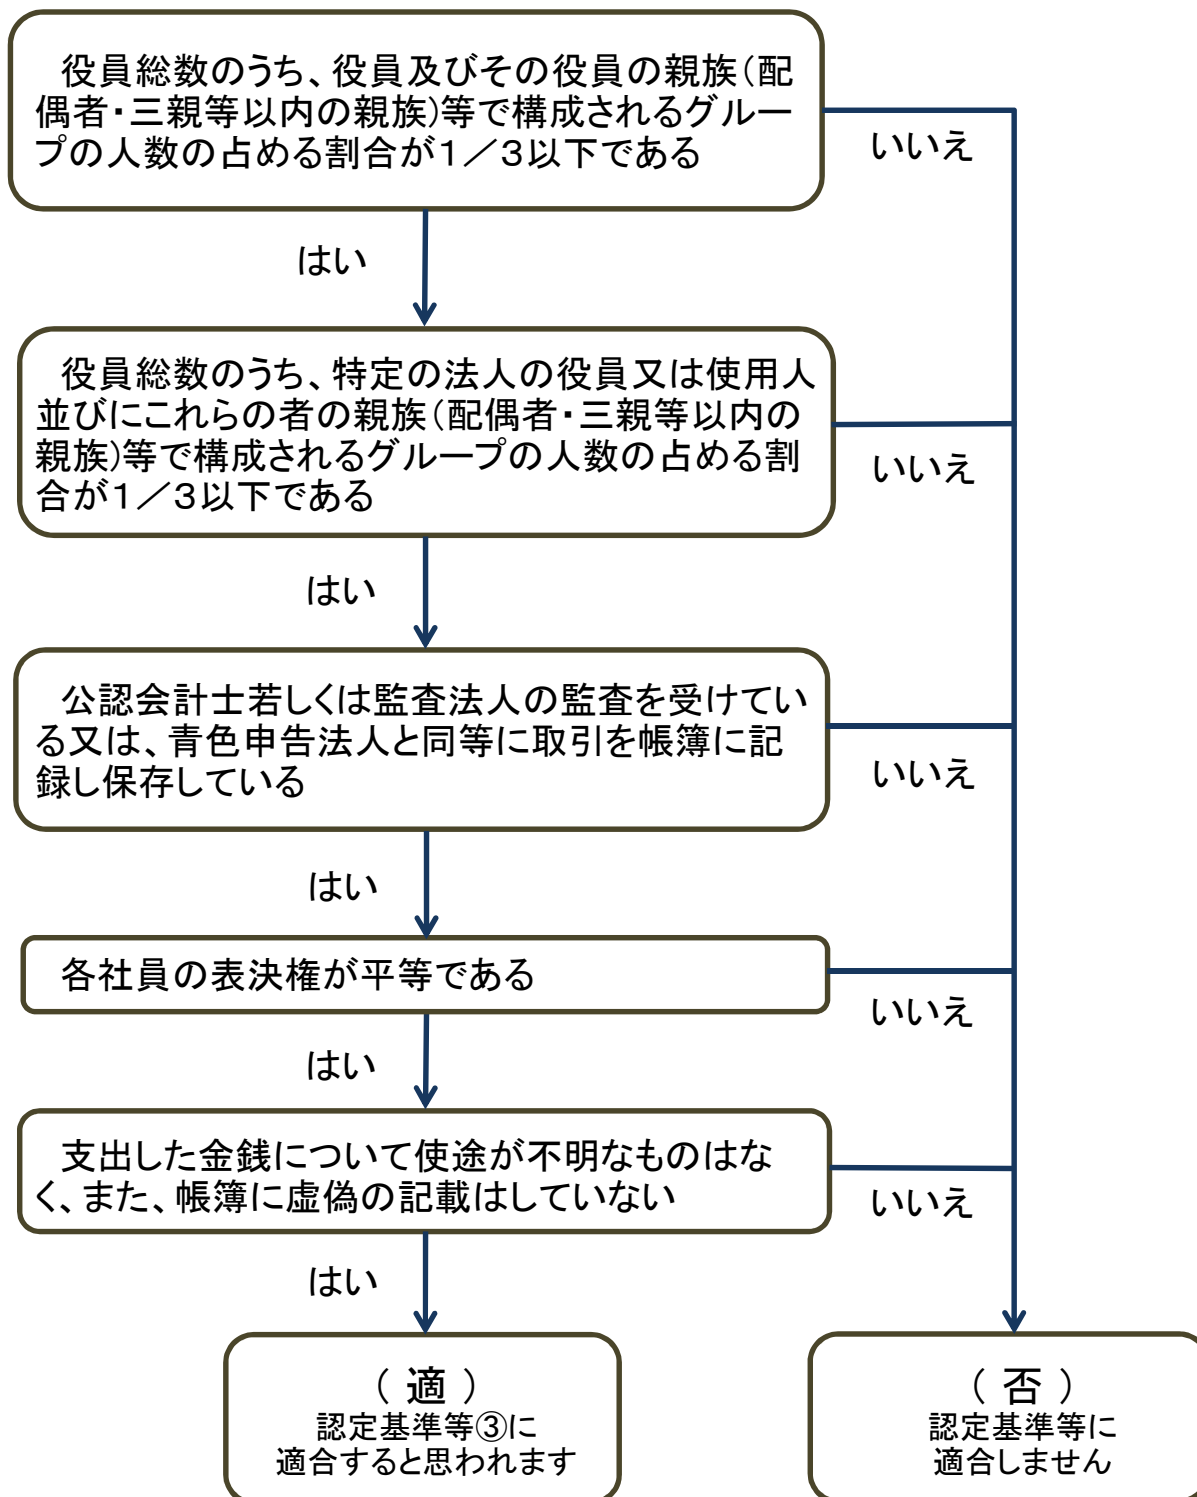 役員総数のうち、役員及びその役員の親族(配
偶者・三親等以内の親族)等で構成されるグルー
プの人数の占める割合が1／3以下である
いいえ
はい
役員総数のうち、特定の法人の役員又は使用人
並びにこれらの者の親族(配偶者・三親等以内の
親族)等で構成されるグループの人数の占める割
合が1／3以下である
いいえ
はい
公認会計士若しくは監査法人の監査を受けてい
る又は、青色申告法人と同等に取引を帳簿に記
録し保存している
いいえ
はい
各社員の表決権が平等である
いいえ
はい
支出した金銭について使途が不明なものはな
く、また、帳簿に虚偽の記載はしていない
いいえ
はい
（ 適 ）
認定基準等③に
適合すると思われます
（ 否 ）
認定基準等に
適合しません